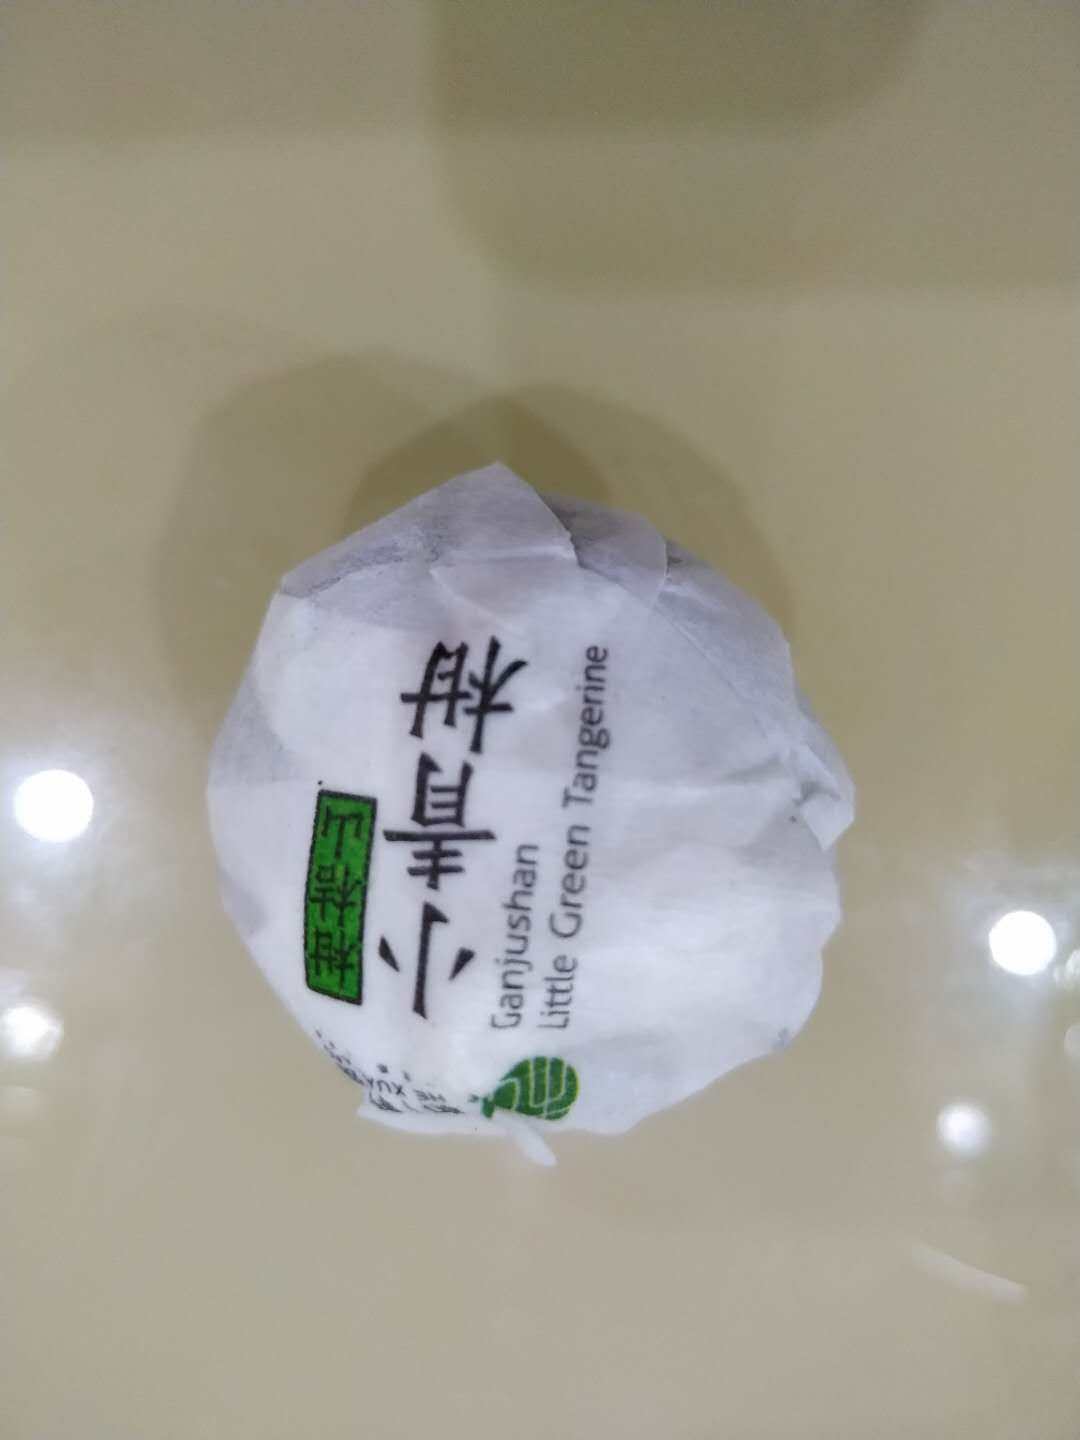 柑桔山
小青柑
Ganjushan
Little Green Tangerine